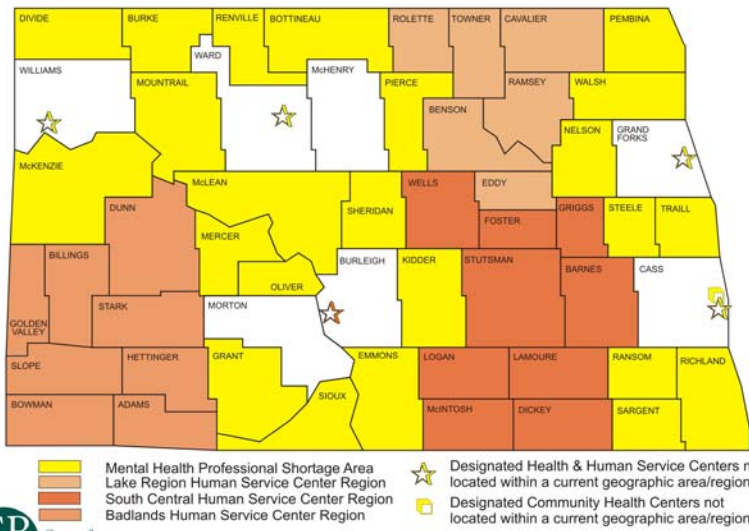 DIVIDE
BURKE
RENVILLE
BOTTINEAU
ROLETTE
TOWNER
CAVALIER
PEMBINA
WARD
WILLIAMS
MOUNTRAIL
McHENRY
PIERCE
RAMSEY
WALSH
BENSON
NELSON
GRAND
FORKS
McKENZIE
McLEAN
WELLS
EDDY
DUNN
SHERIDAN
FOSTER
GRIGGS
STEELE
TRAILL
MERCER
BILLINGS
BURLEIGH
KIDDER
STUTSMAN
BARNES
CASS
OLIVER
STARK
MORTON
GOLDEN
VALLEY
HETTINGER
GRANT
EMMONS
LOGAN
LAMOURE
RANSOM
RICHLAND
SLOPE
SIOUX
BOWMAN
ADAMS
McINTOSH
DICKEY
SARGENT
Mental Health Professional Shortage Area
Lake Region Human Service Center Region
South Central Human Service Center Region
Badlands Human Service Center Region
Designated Health & Human Service Centers
located within a current geographic area/region
Designated Community Health Centers not
located within a current geographic area/region